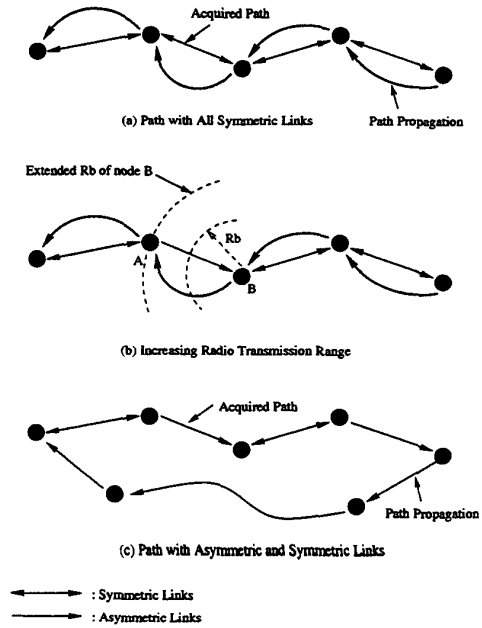 Acquired Path
(a) Path with All Symmetric Links
Path Propagation
Extended Rb of node B
Rb
A
B
(b) Increasing Radio Transmission Range
Acquired Path
Path Propagation
(c) Path with Asymmetric and Symmetric Links
: Symmetric Links
: Asymmetric Links